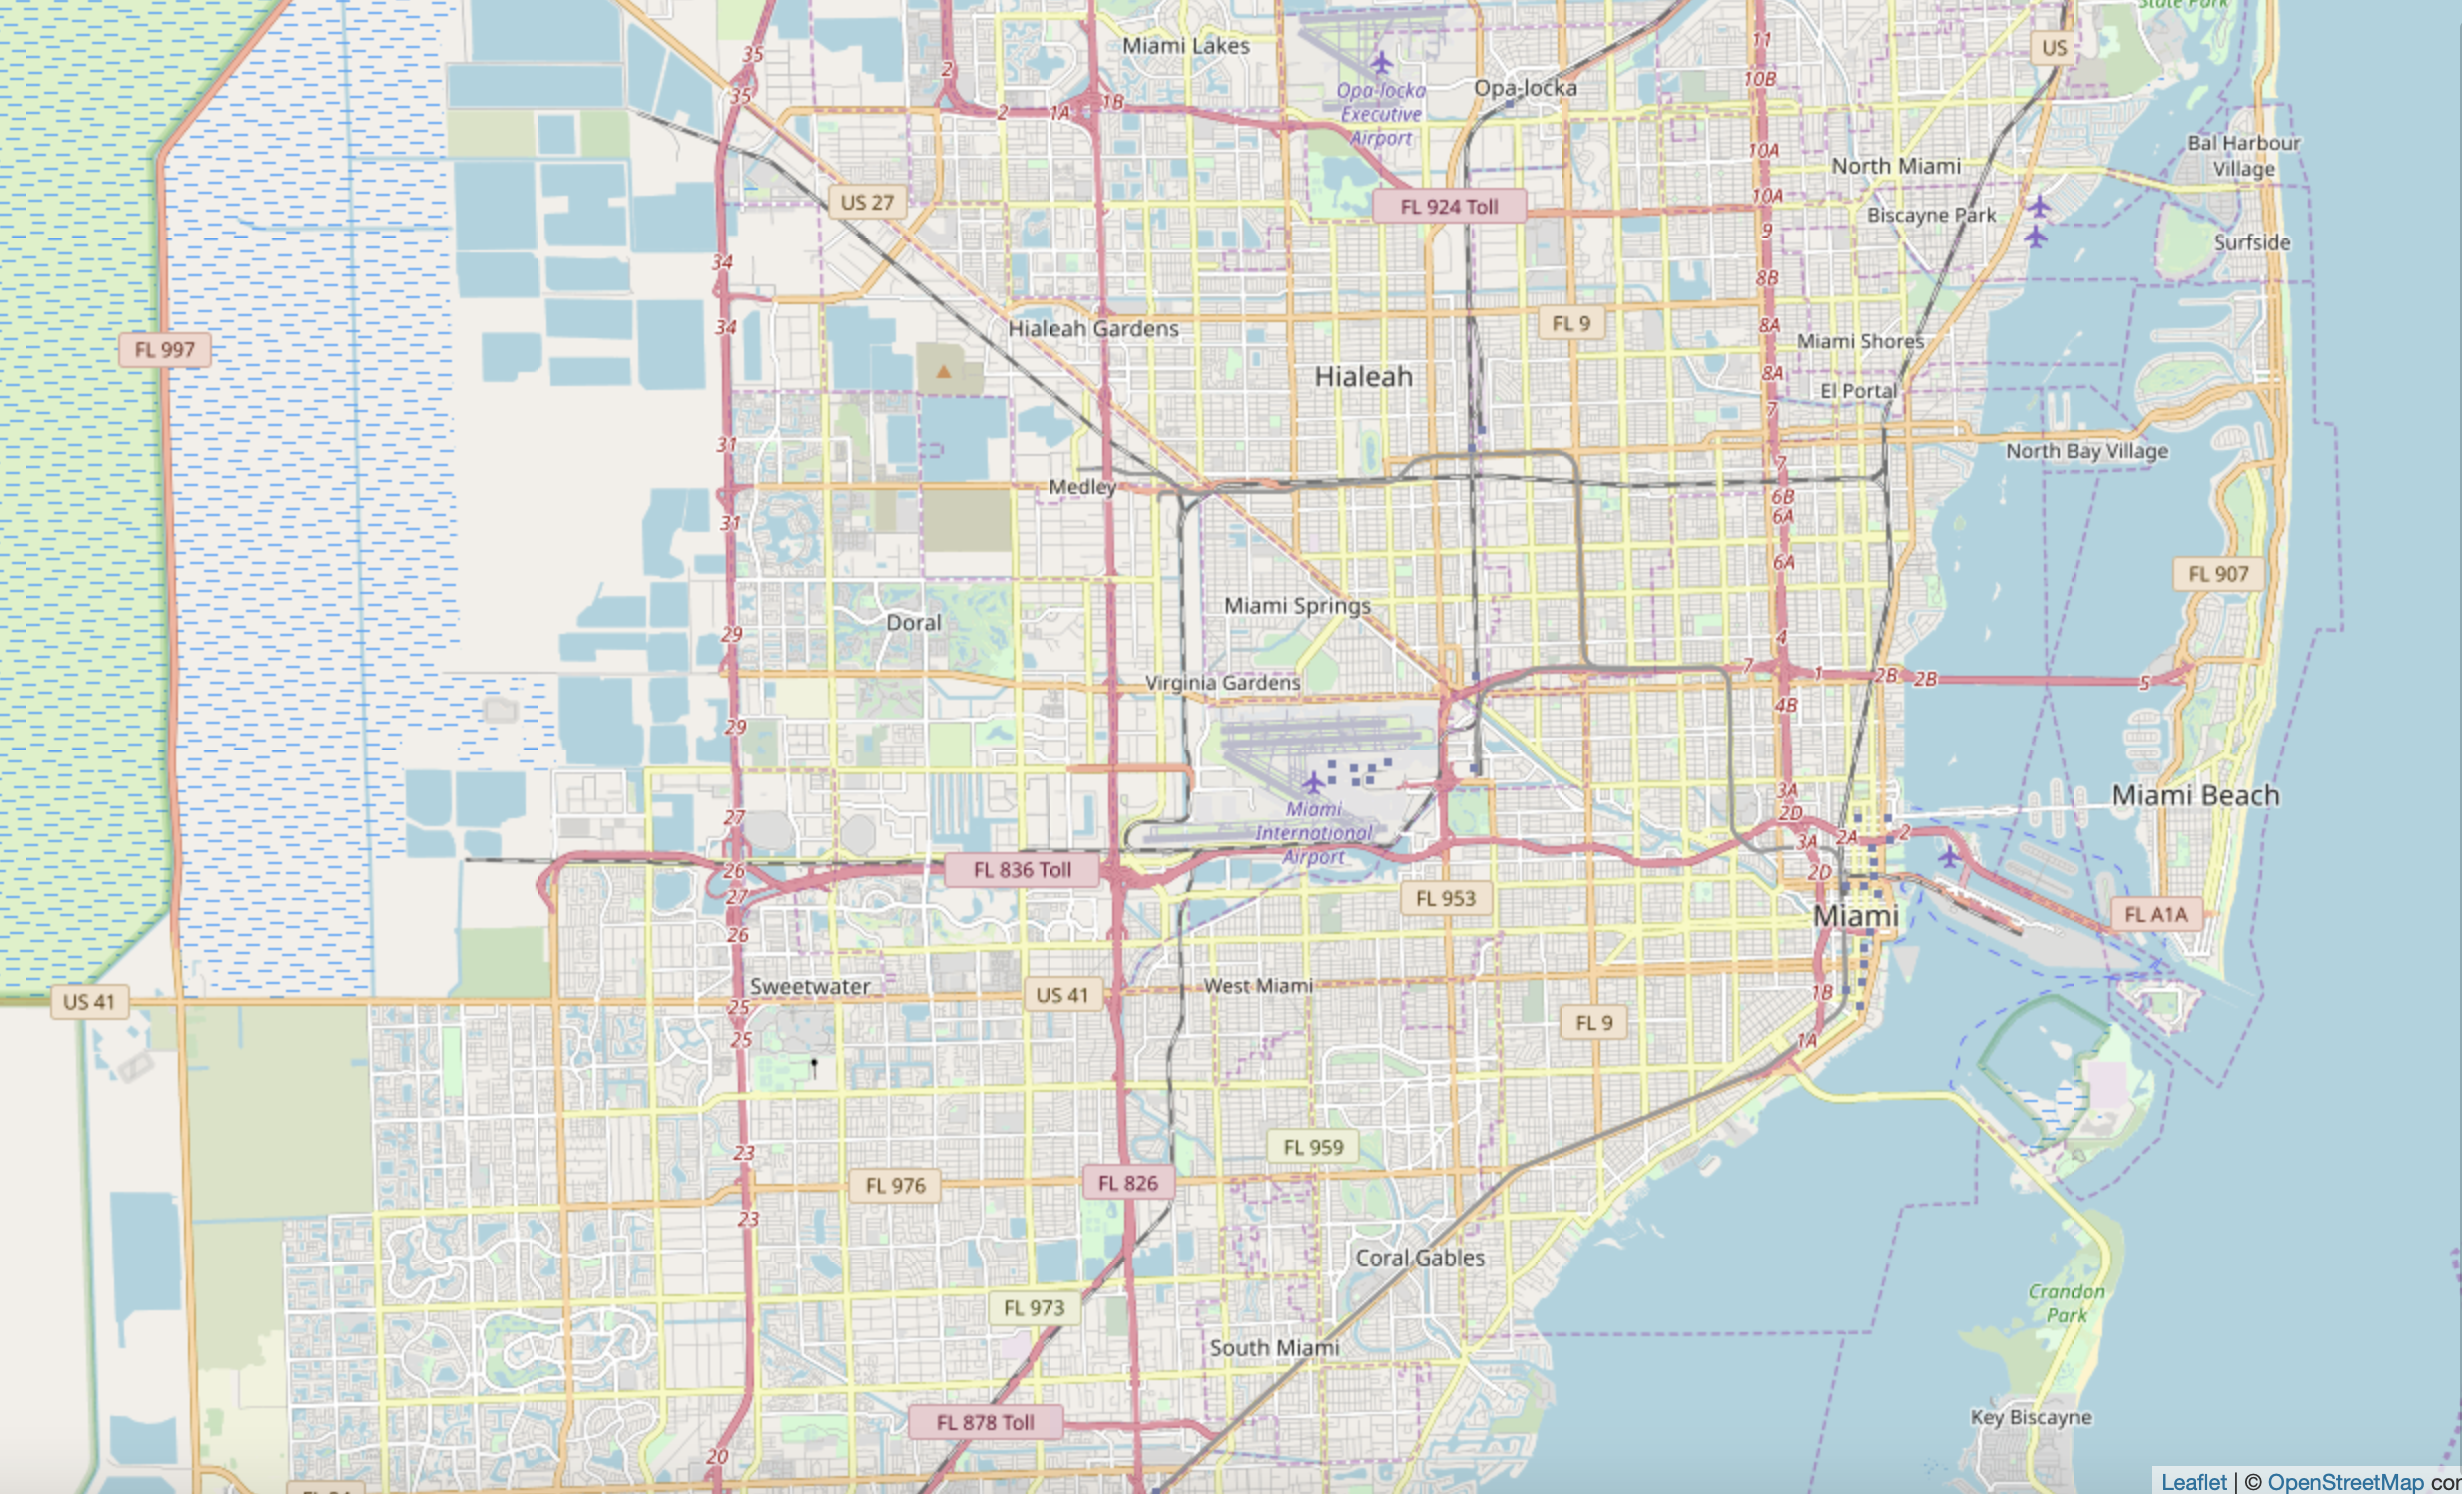 State Park
35
Miami Lakes
11
US
2
10B
35
Opa-locka
Executive
Airport
Opa-locka
2
1A
1B
10A
North Miami
Bal Harbour
Village
US 27
FL 924 Toll
10A
Biscayne Park
9
Surfside
34
8B
34
Hialeah Gardens
FL 9
8A
Miami Shores
FL 997
Hialeah
8A
El Portal
7
31
7
North Bay Village
Medley
6B
6A
31
6A
FL 907
Miami Springs
Doral
29
4
Virginia Gardens
7
1
2B
2B
5
4B
29
Miami
International
Airport
3A
Miami Beach
27
2D
3A
2A
2
26
FL 836 Toll
2D
27
FL 953
Miami
FL A1A
26
Sweetwater
West Miami
US 41
US 41
25
1B
FL 9
25
1A
23
FL 959
FL 976
FL 826
23
Coral Gables
FL 973
Crandon
Park
South Miami
FL 878 Toll
Key Biscayne
20
Leaflet | © OpenStreetMap cor